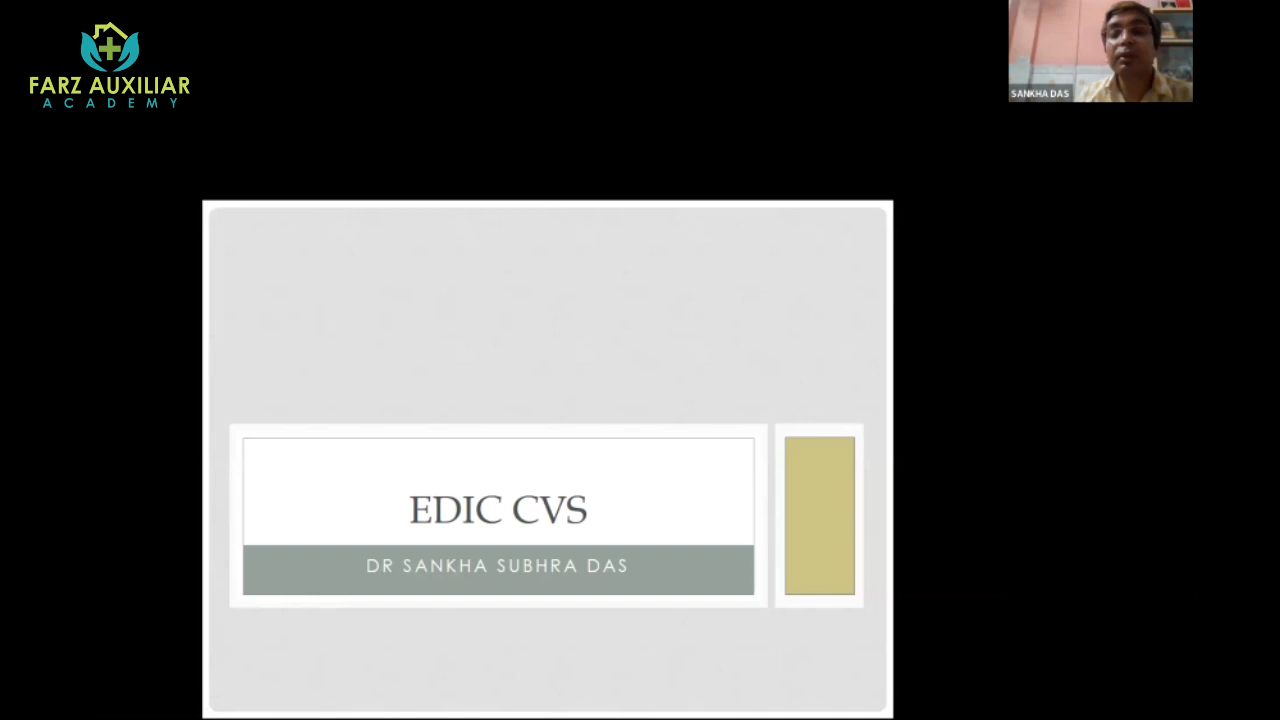 FARZ AUXILIAR
ACADEMY
SANKHA DAS
EDIC CVS
DR SANKHA SUBHRA DAS